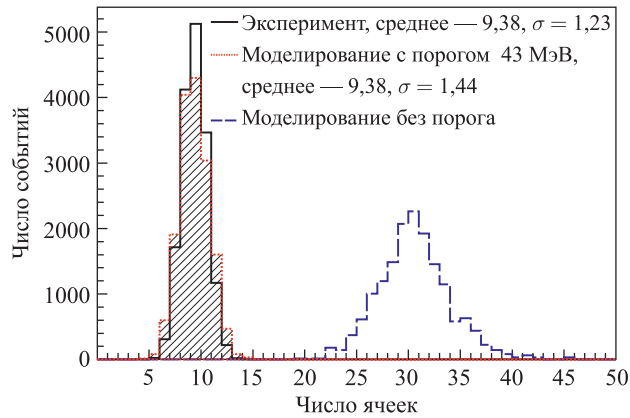 Эксперимент, среднее — 9,38, σ = 1,23
Моделирование с порогом 43 МэВ,
среднее — 9,38, σ = 1,44
Моделирование без порога
Число событий
5000
4000
3000
2000
1000
0
5 10 15 20 25 30 35 40 45 50
Число ячеек